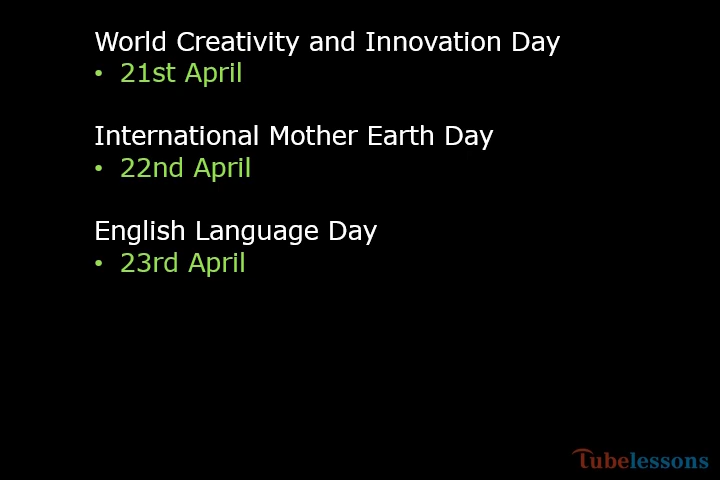 World Creativity and Innovation Day
• 21st April
International Mother Earth Day
• 22nd April
English Language Day
• 23rd April
tubelessons